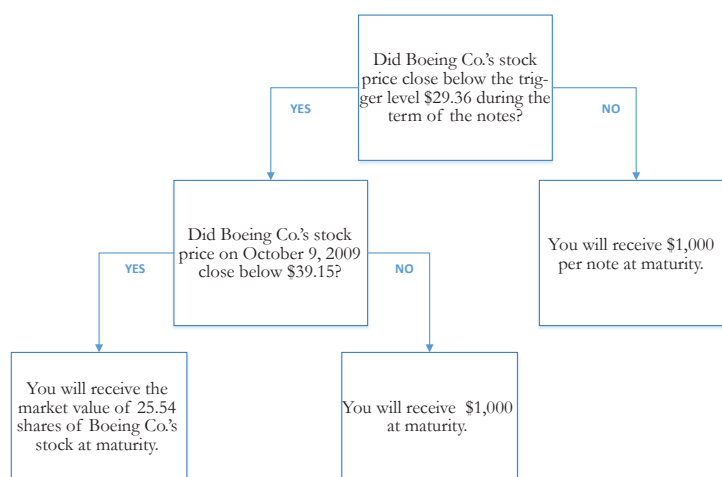 Did Boeing Co.'s stock
price close below the trig-
ger level $29.36 during the
term of the notes?
YES
NO
Did Boeing Co.'s stock
price on October 9, 2009
close below $39.15?
You will receive $1,000
per note at maturity.
YES
NO
You will receive the
market value of 25.54
shares of Boeing Co.'s
stock at maturity.
You will receive $1,000
at maturity.